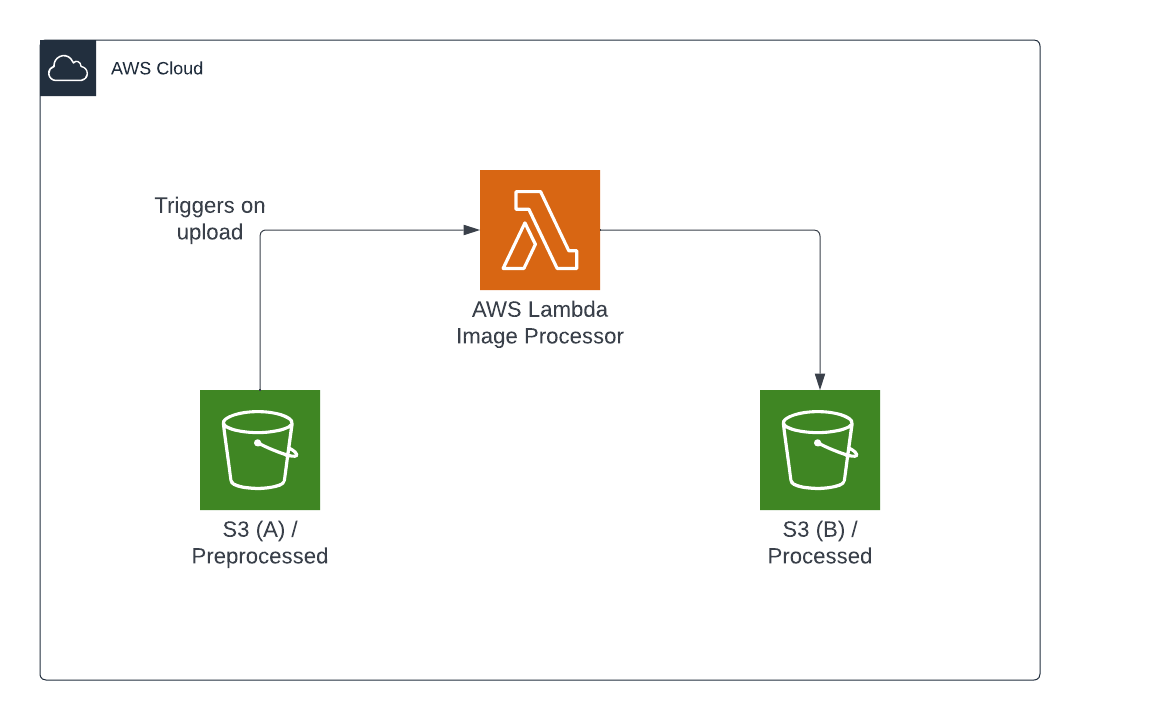 AWS Cloud
Triggers on
upload
AWS Lambda
Image Processor
S3 (A) /
Preprocessed
S3 (B) /
Processed